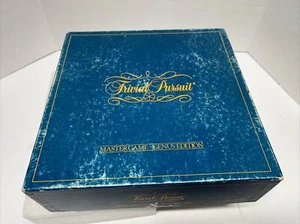 Trivial Pursuit
MASTER GAME - GENUS EDITION